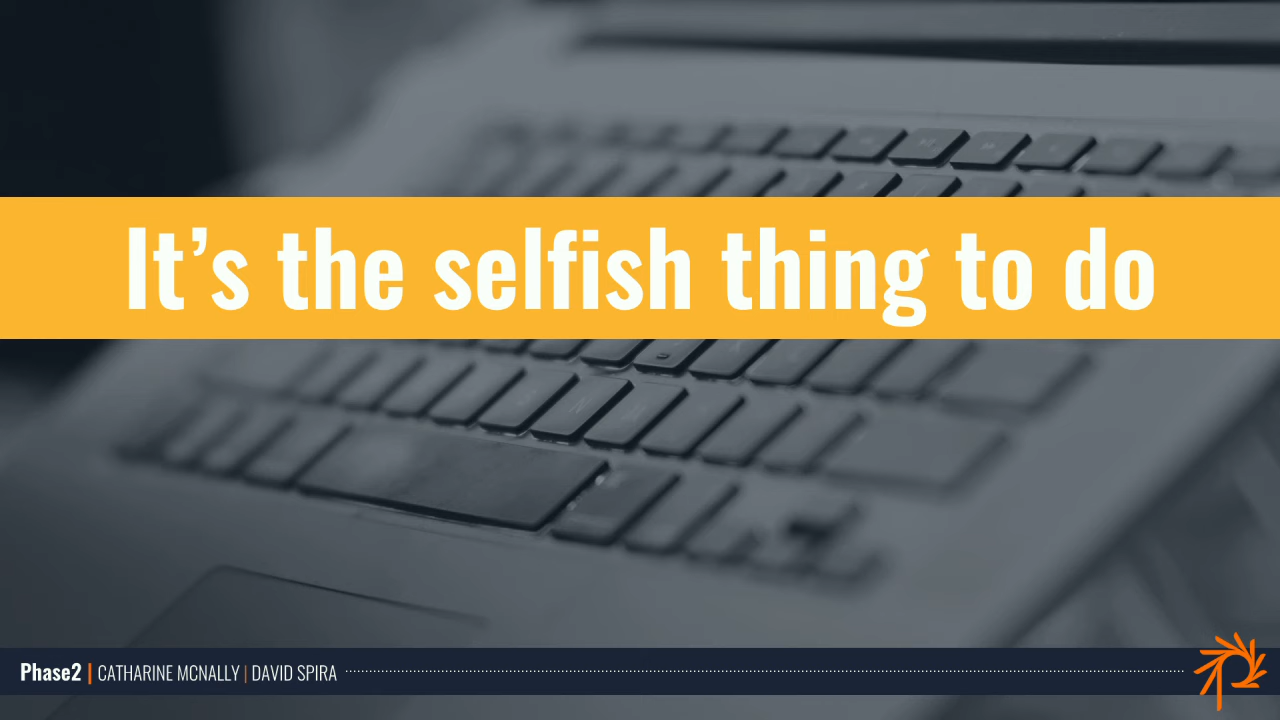 It’s the selfish thing to do
Phase2 | CATHARINE MCNALLY | DAVID SPIRA